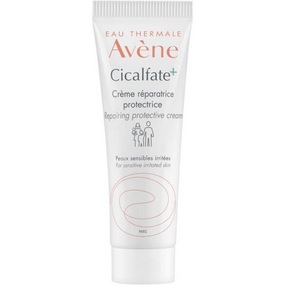 EAU THERMALE
Avène
Cicalfate+
Crème réparatrice
protectrice
Repairing protective cream
Peaux sensibles irritées
For sensitive irritated skin